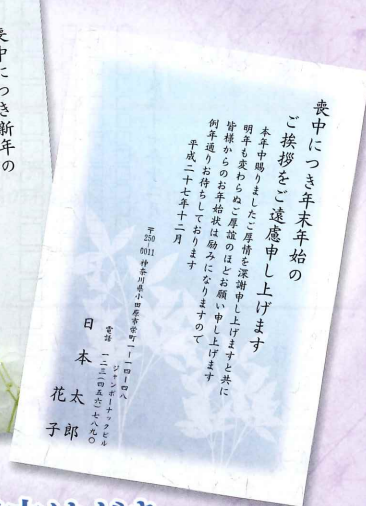 喪中につき新年の
喪中につき年末年始の
ご挨拶をご遠慮申し上げます
本年中賜りましたご厚情を深謝申し上げますと共に
明年も変わらぬご厚誼のほどお願い申し上げます
皆様からのお年始状は励みになりますので
例年通りお待ちしております
平成二十七年十二月
〒250-0011 神奈川県小田原市栄町一-一四-四八
ジャンボーナックビル
電話 一二三(四五六)七八九〇
日本太郎
花子